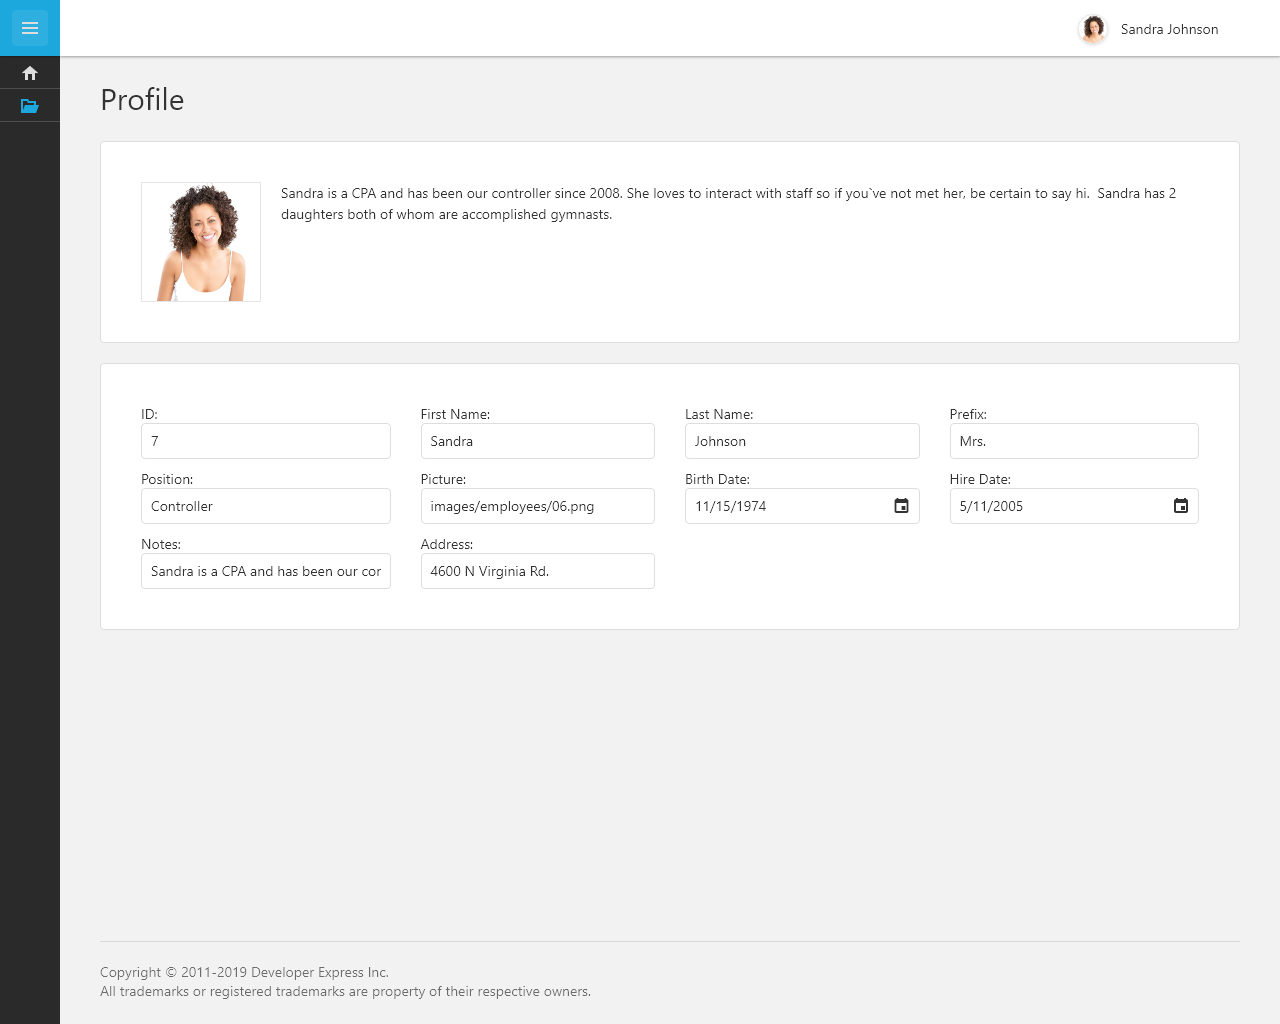 Sandra Johnson
Profile
Sandra is a CPA and has been our controller since 2008. She loves to interact with staff so if you`ve not met her, be certain to say hi.  Sandra has 2
daughters both of whom are accomplished gymnasts.
ID:
First Name:
Last Name:
Prefix:
7
Sandra
Johnson
Mrs.
Position:
Picture:
Birth Date:
Hire Date:
Controller
images/employees/06.png
11/15/1974
5/11/2005
Notes:
Address:
Sandra is a CPA and has been our cor
4600 N Virginia Rd.
Copyright © 2011-2019 Developer Express Inc.
All trademarks or registered trademarks are property of their respective owners.